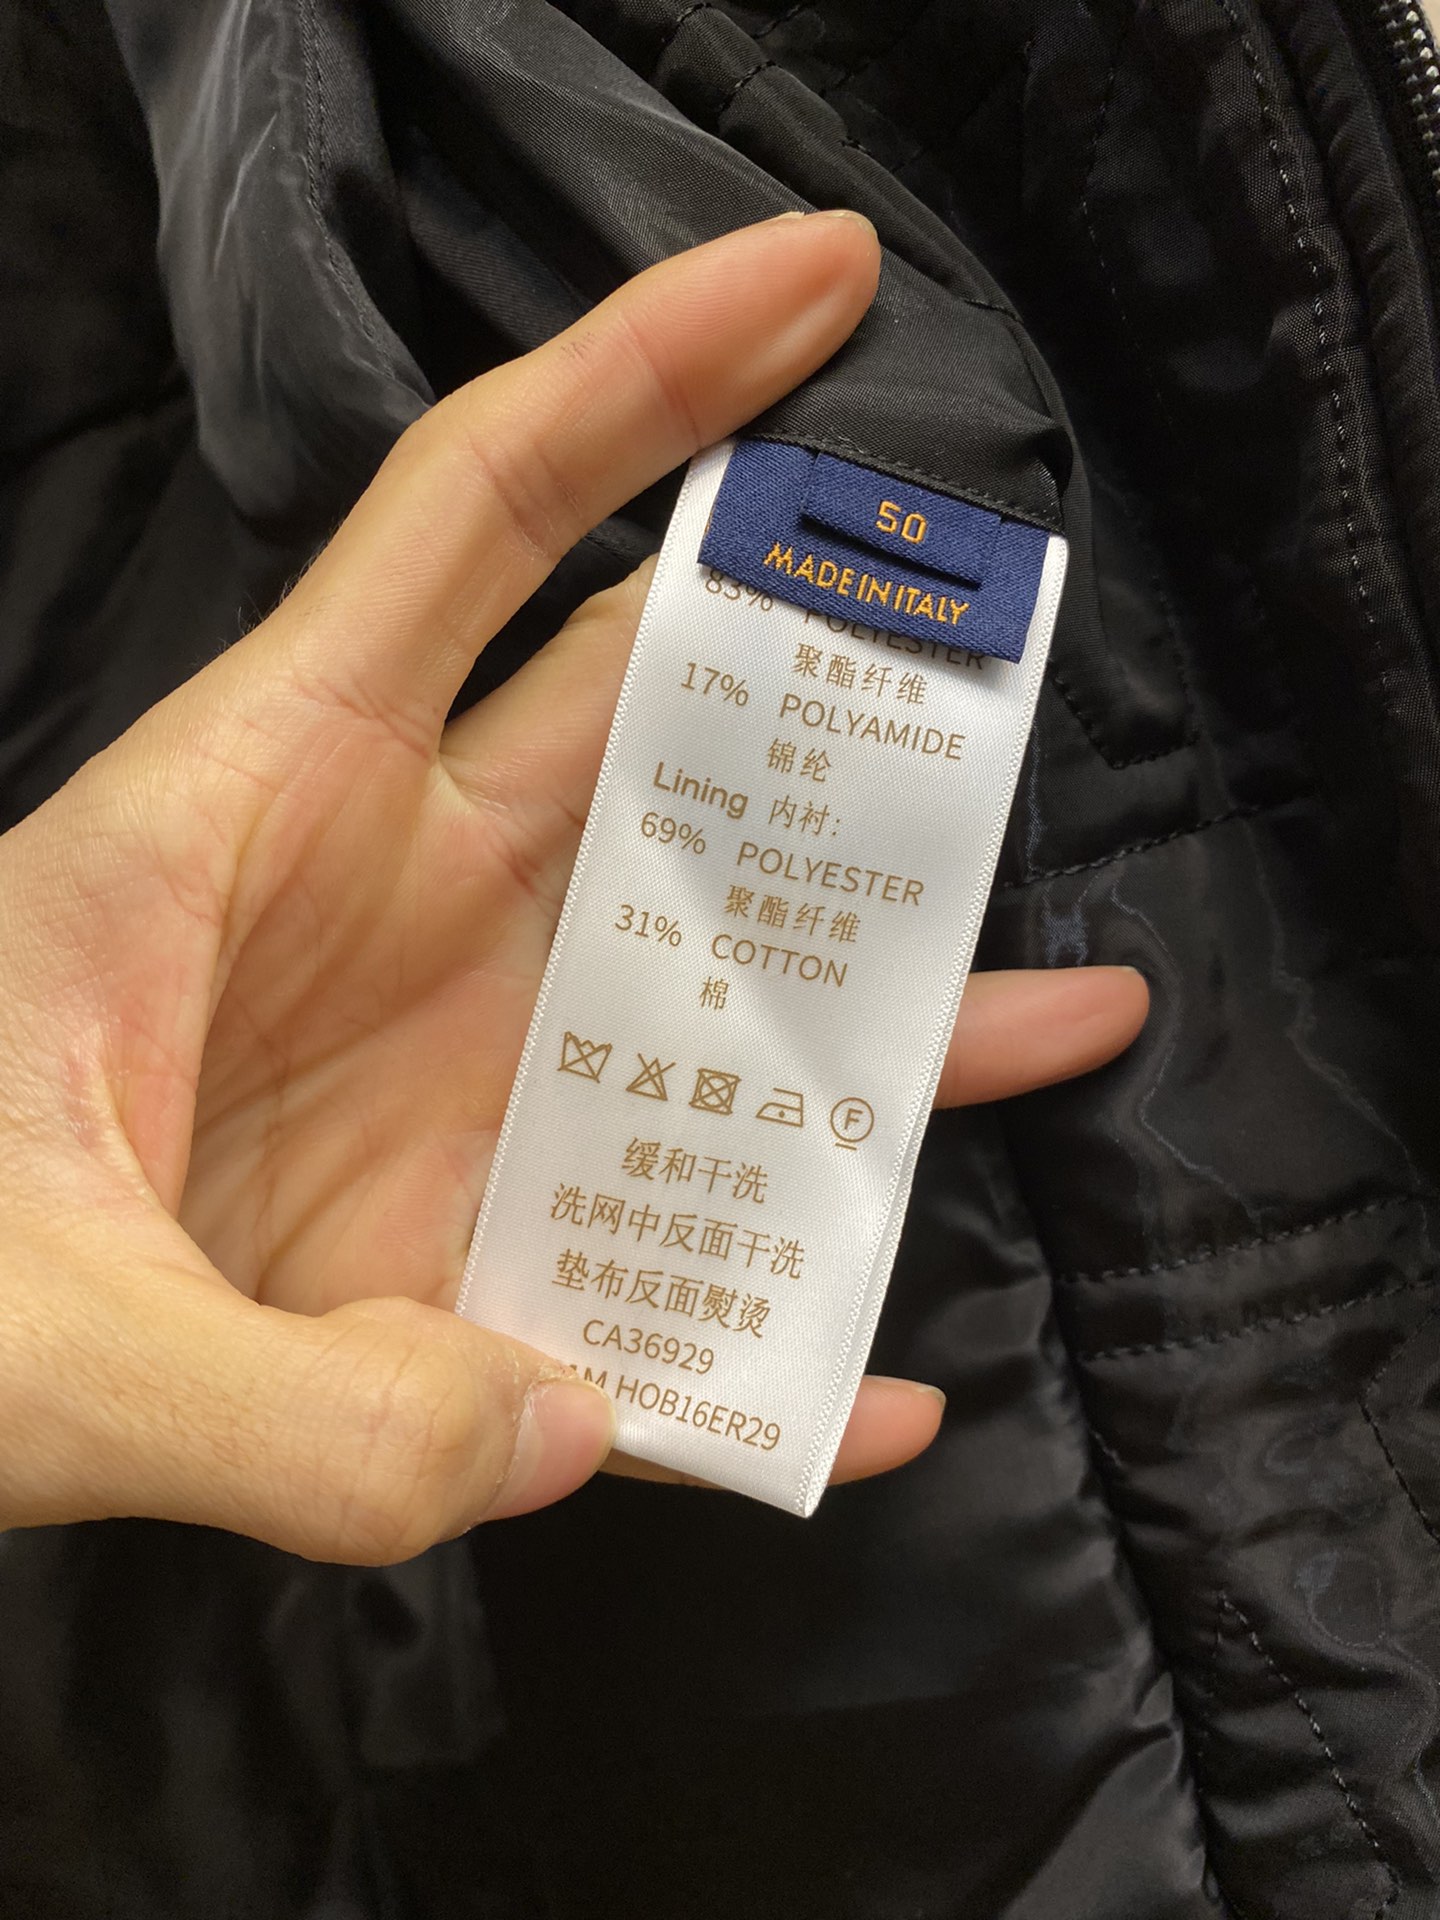 50
MADE IN ITALY
83% POLYESTER
聚酯纤维
17% POLYAMIDE
锦纶
Lining 内衬:
69% POLYESTER
聚酯纤维
31% COTTON
棉
F
缓和干洗
洗网中反面干洗
垫布反面熨烫
CA36929
HOB16ER29